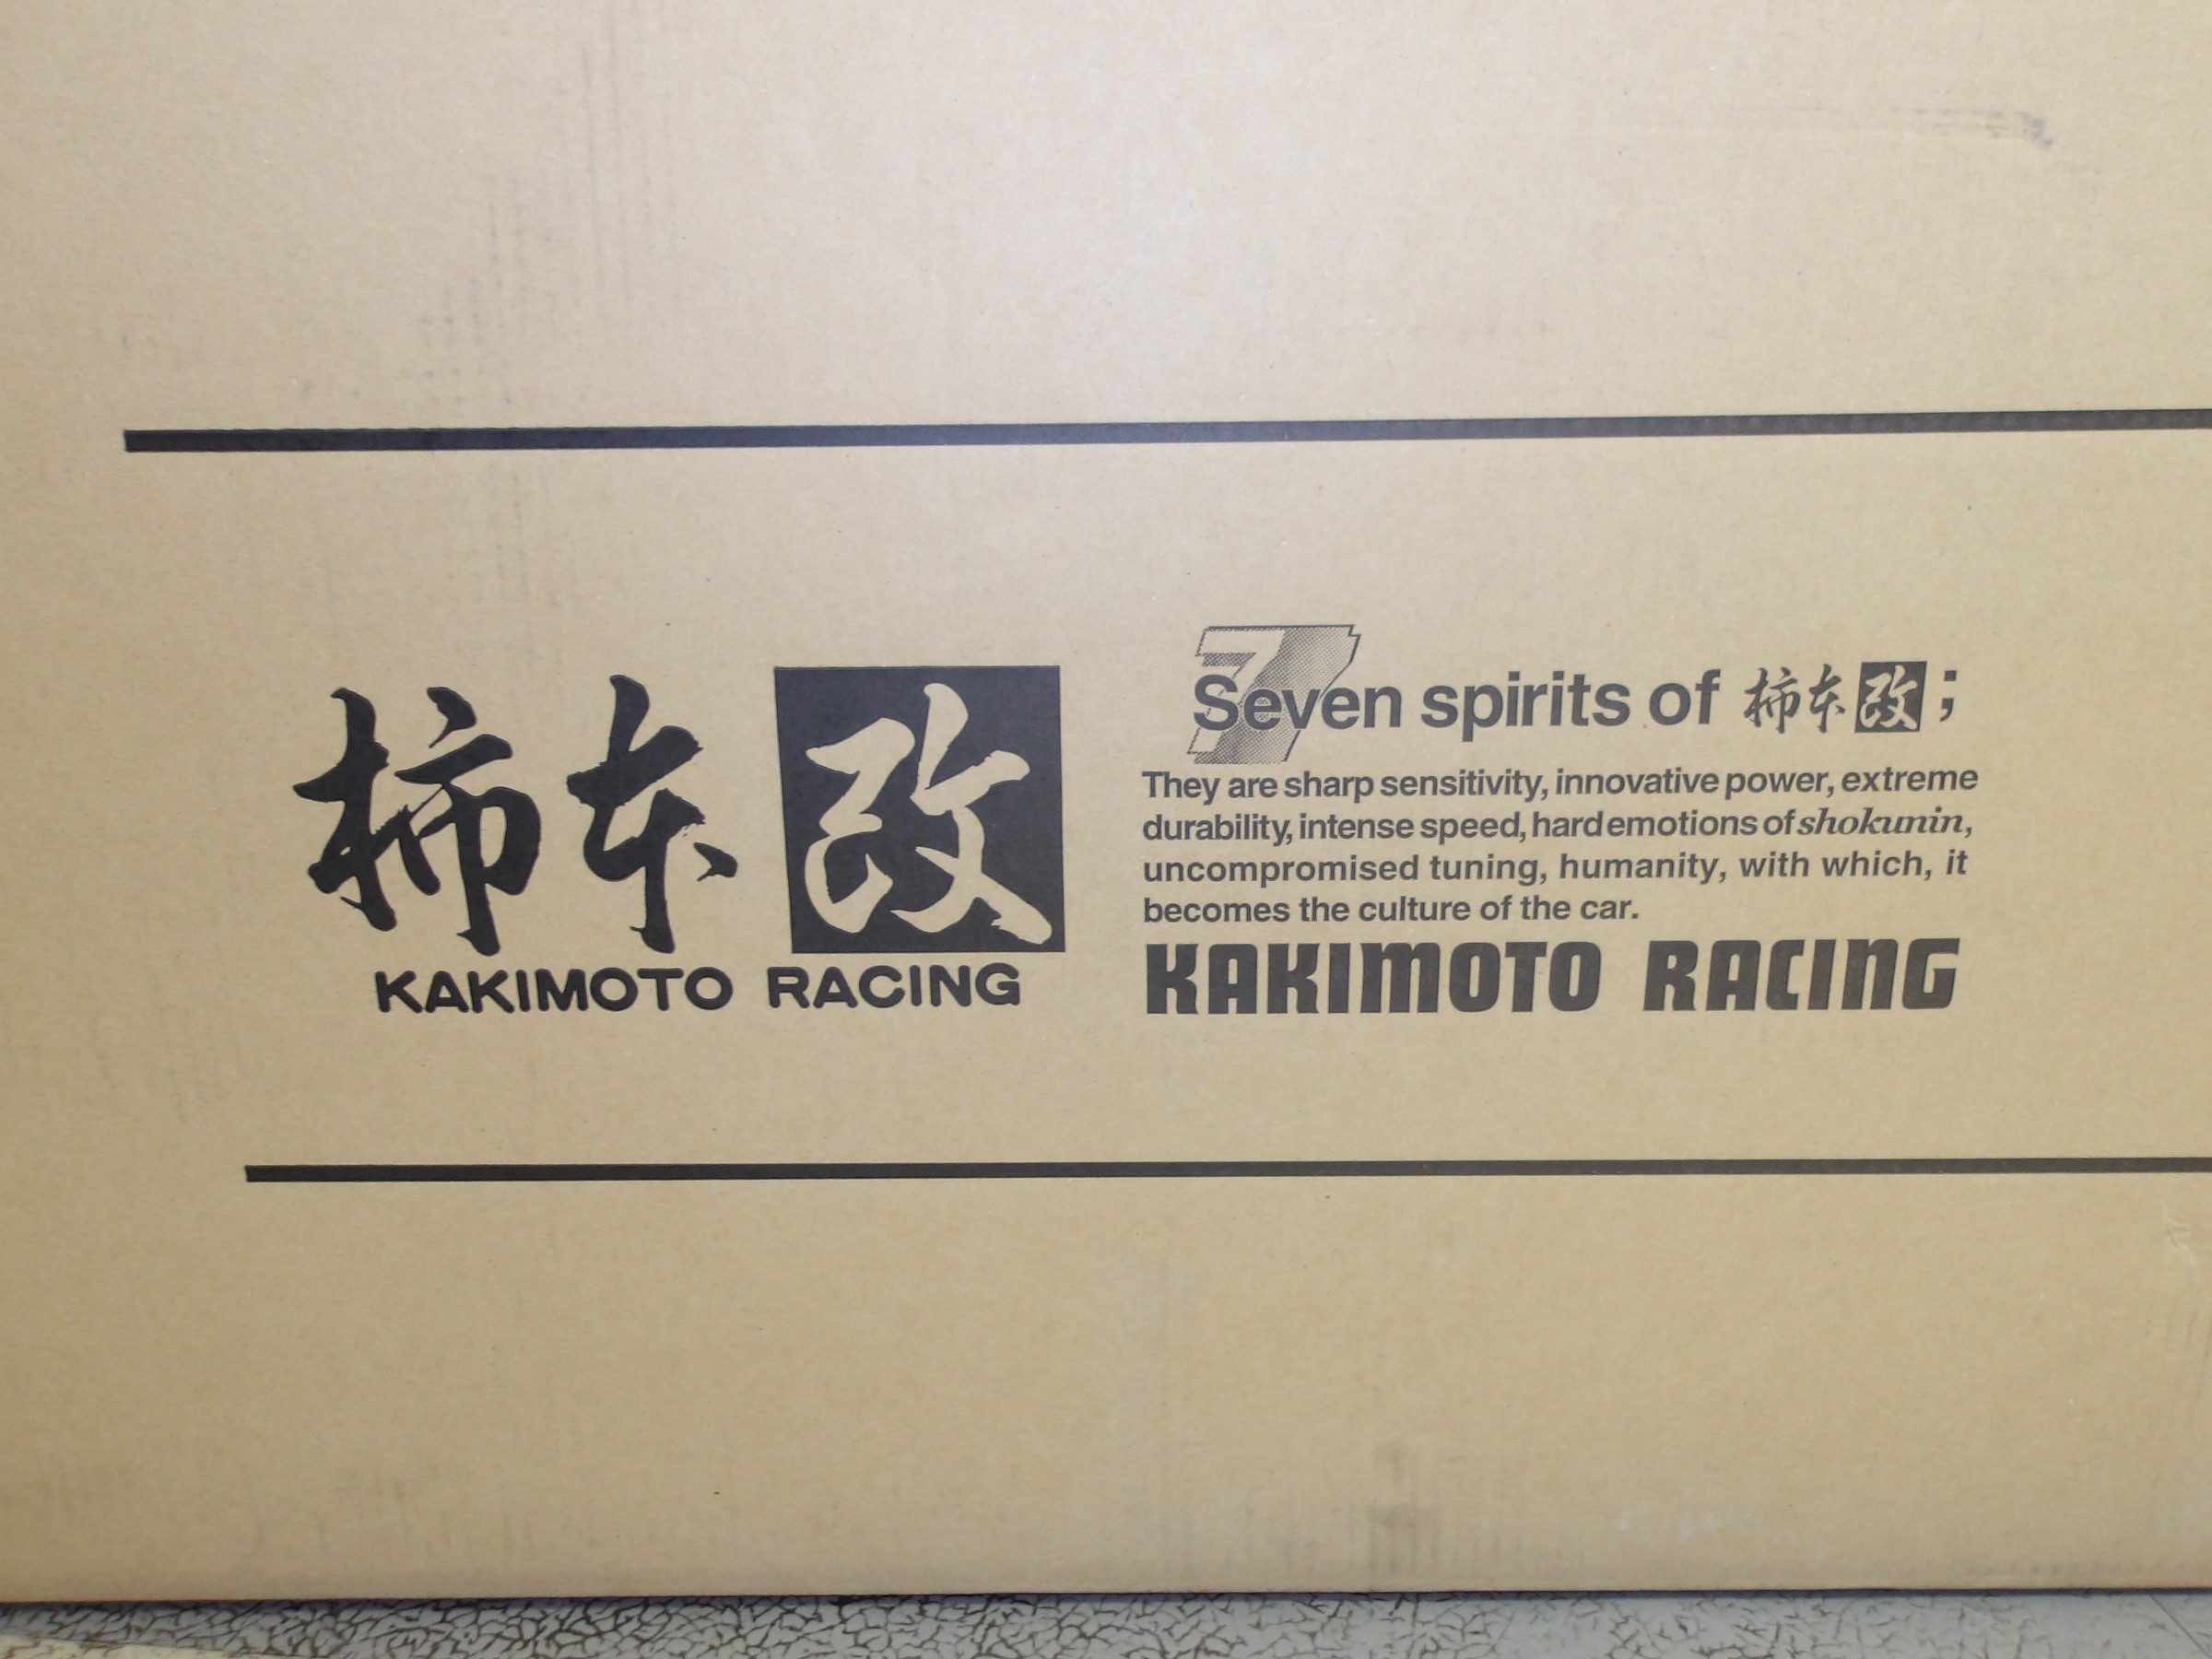 柿本改
KAKIMOTO RACING
7
Seven spirits of 柿本改;
They are sharp sensitivity, innovative power, extreme
durability, intense speed, hard emotions of shokunin,
uncompromised tuning, humanity, with which, it
becomes the culture of the car.
KAKIMOTO RACING